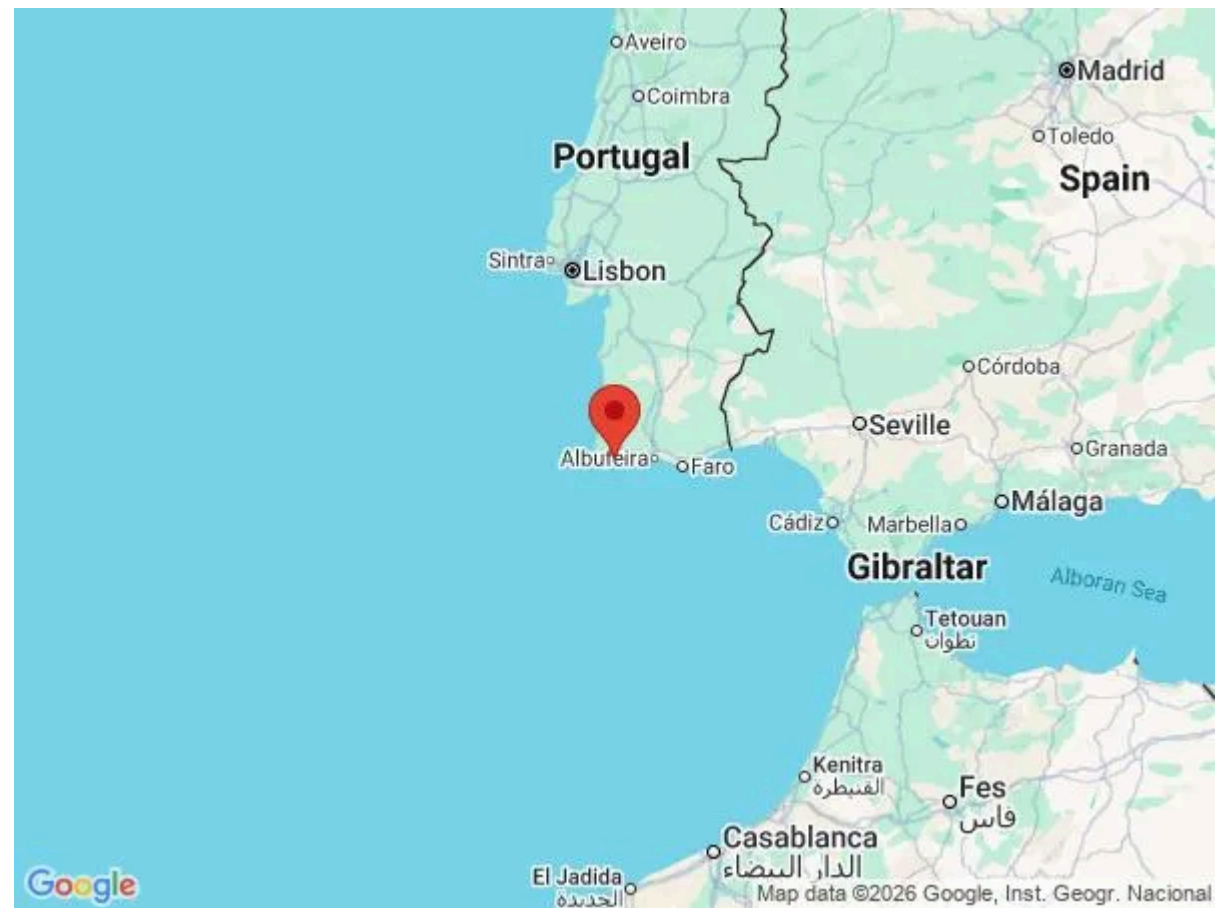 Aveiro
Coimbra
Madrid
Toledo
Portugal
Spain
Sintra
Lisbon
Córdoba
Seville
Granada
Albufeira
Faro
Málaga
Cádiz
Marbella
Gibraltar
Alboran Sea
Tetouan
تطوان
Kenitra
القنيطرة
Fes
فاس
Casablanca
الدار البيضاء
El Jadida
الجديدة
Google
Map data ©2026 Google, Inst. Geogr. Nacional